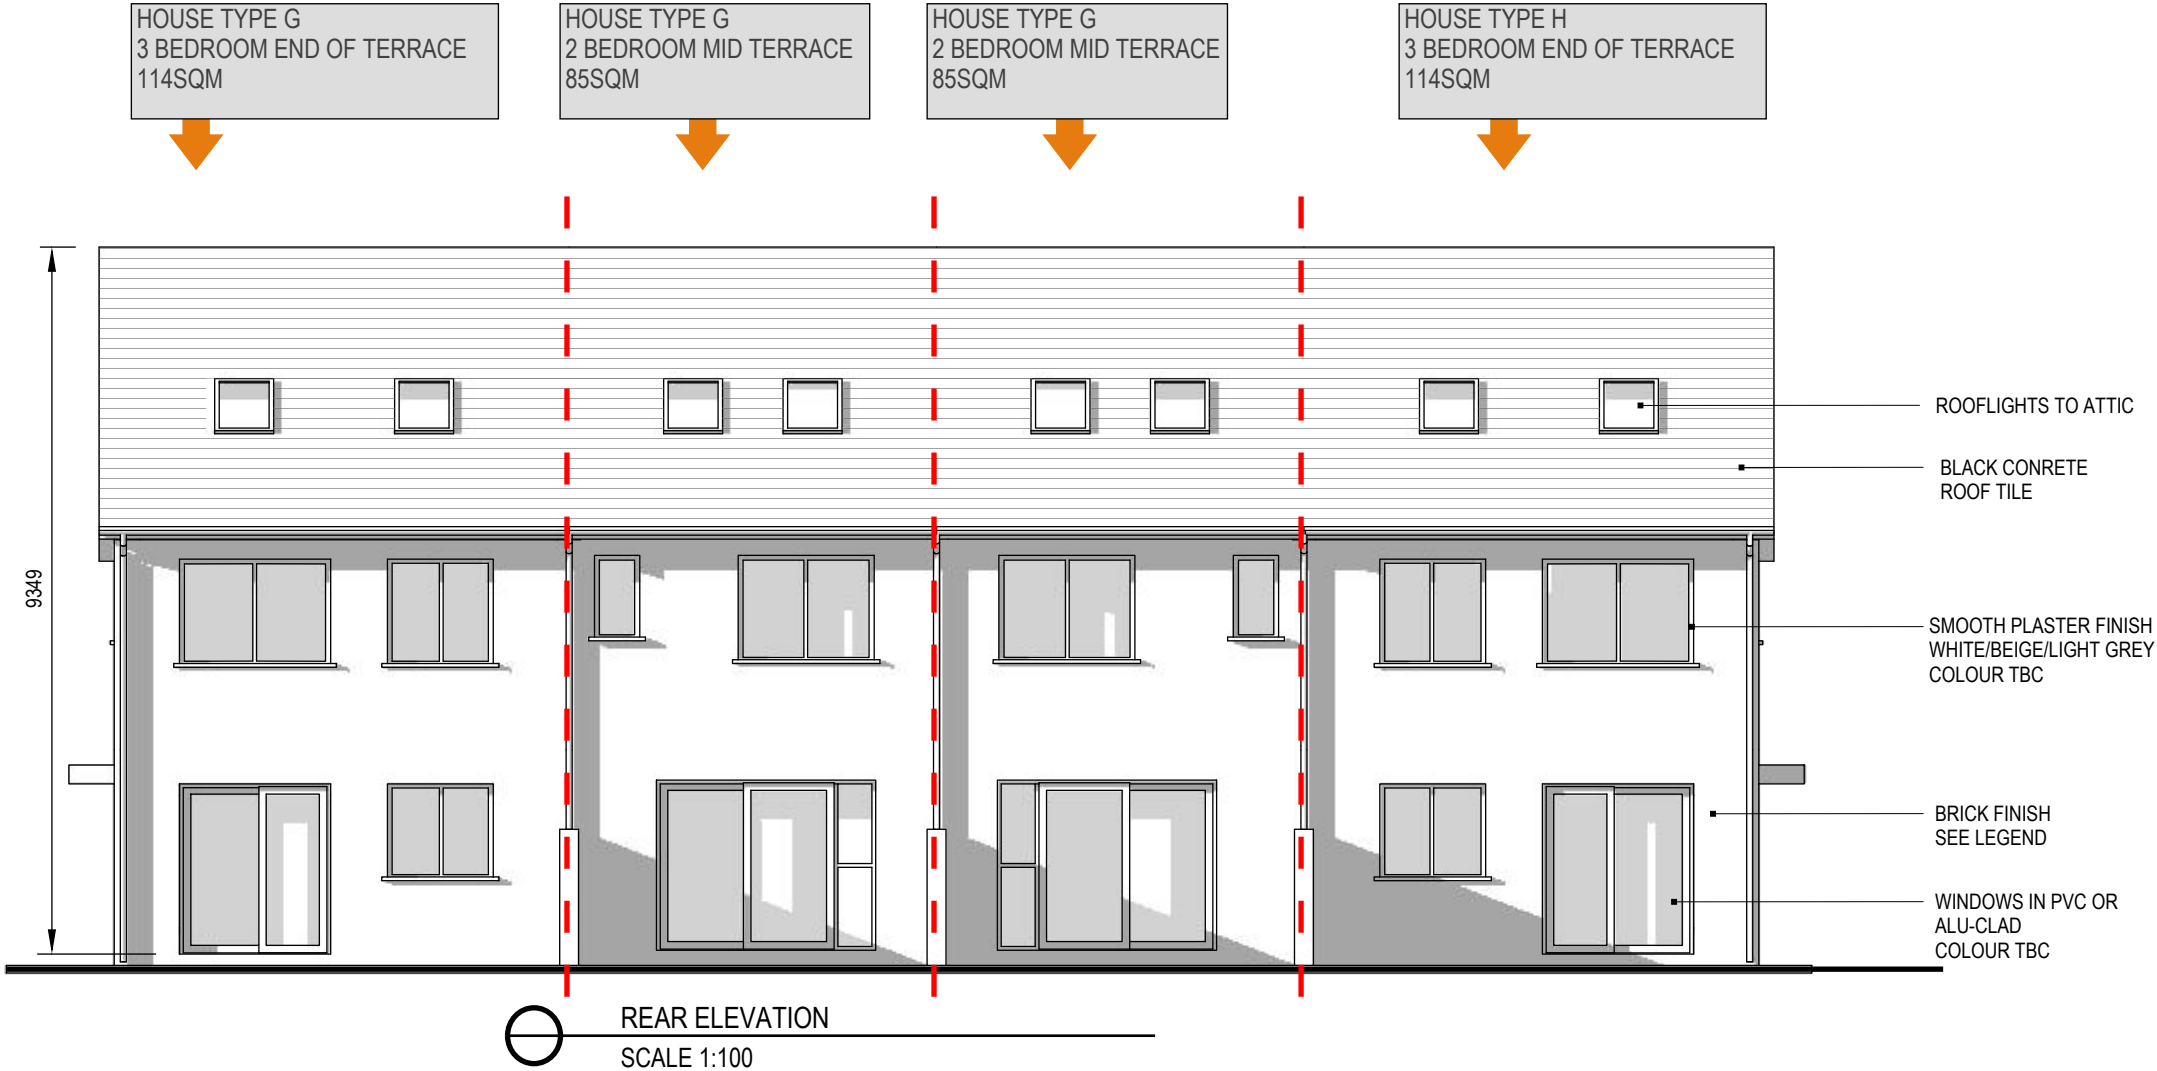 HOUSE TYPE G
3 BEDROOM END OF TERRACE
114SQM
HOUSE TYPE G
2 BEDROOM MID TERRACE
85SQM
HOUSE TYPE G
2 BEDROOM MID TERRACE
85SQM
HOUSE TYPE H
3 BEDROOM END OF TERRACE
114SQM
9349
ROOFLIGHTS TO ATTIC
BLACK CONRETE
ROOF TILE
SMOOTH PLASTER FINISH
WHITE/BEIGE/LIGHT GREY
COLOUR TBC
BRICK FINISH
SEE LEGEND
WINDOWS IN PVC OR
ALU-CLAD
COLOUR TBC
REAR ELEVATION
SCALE 1:100